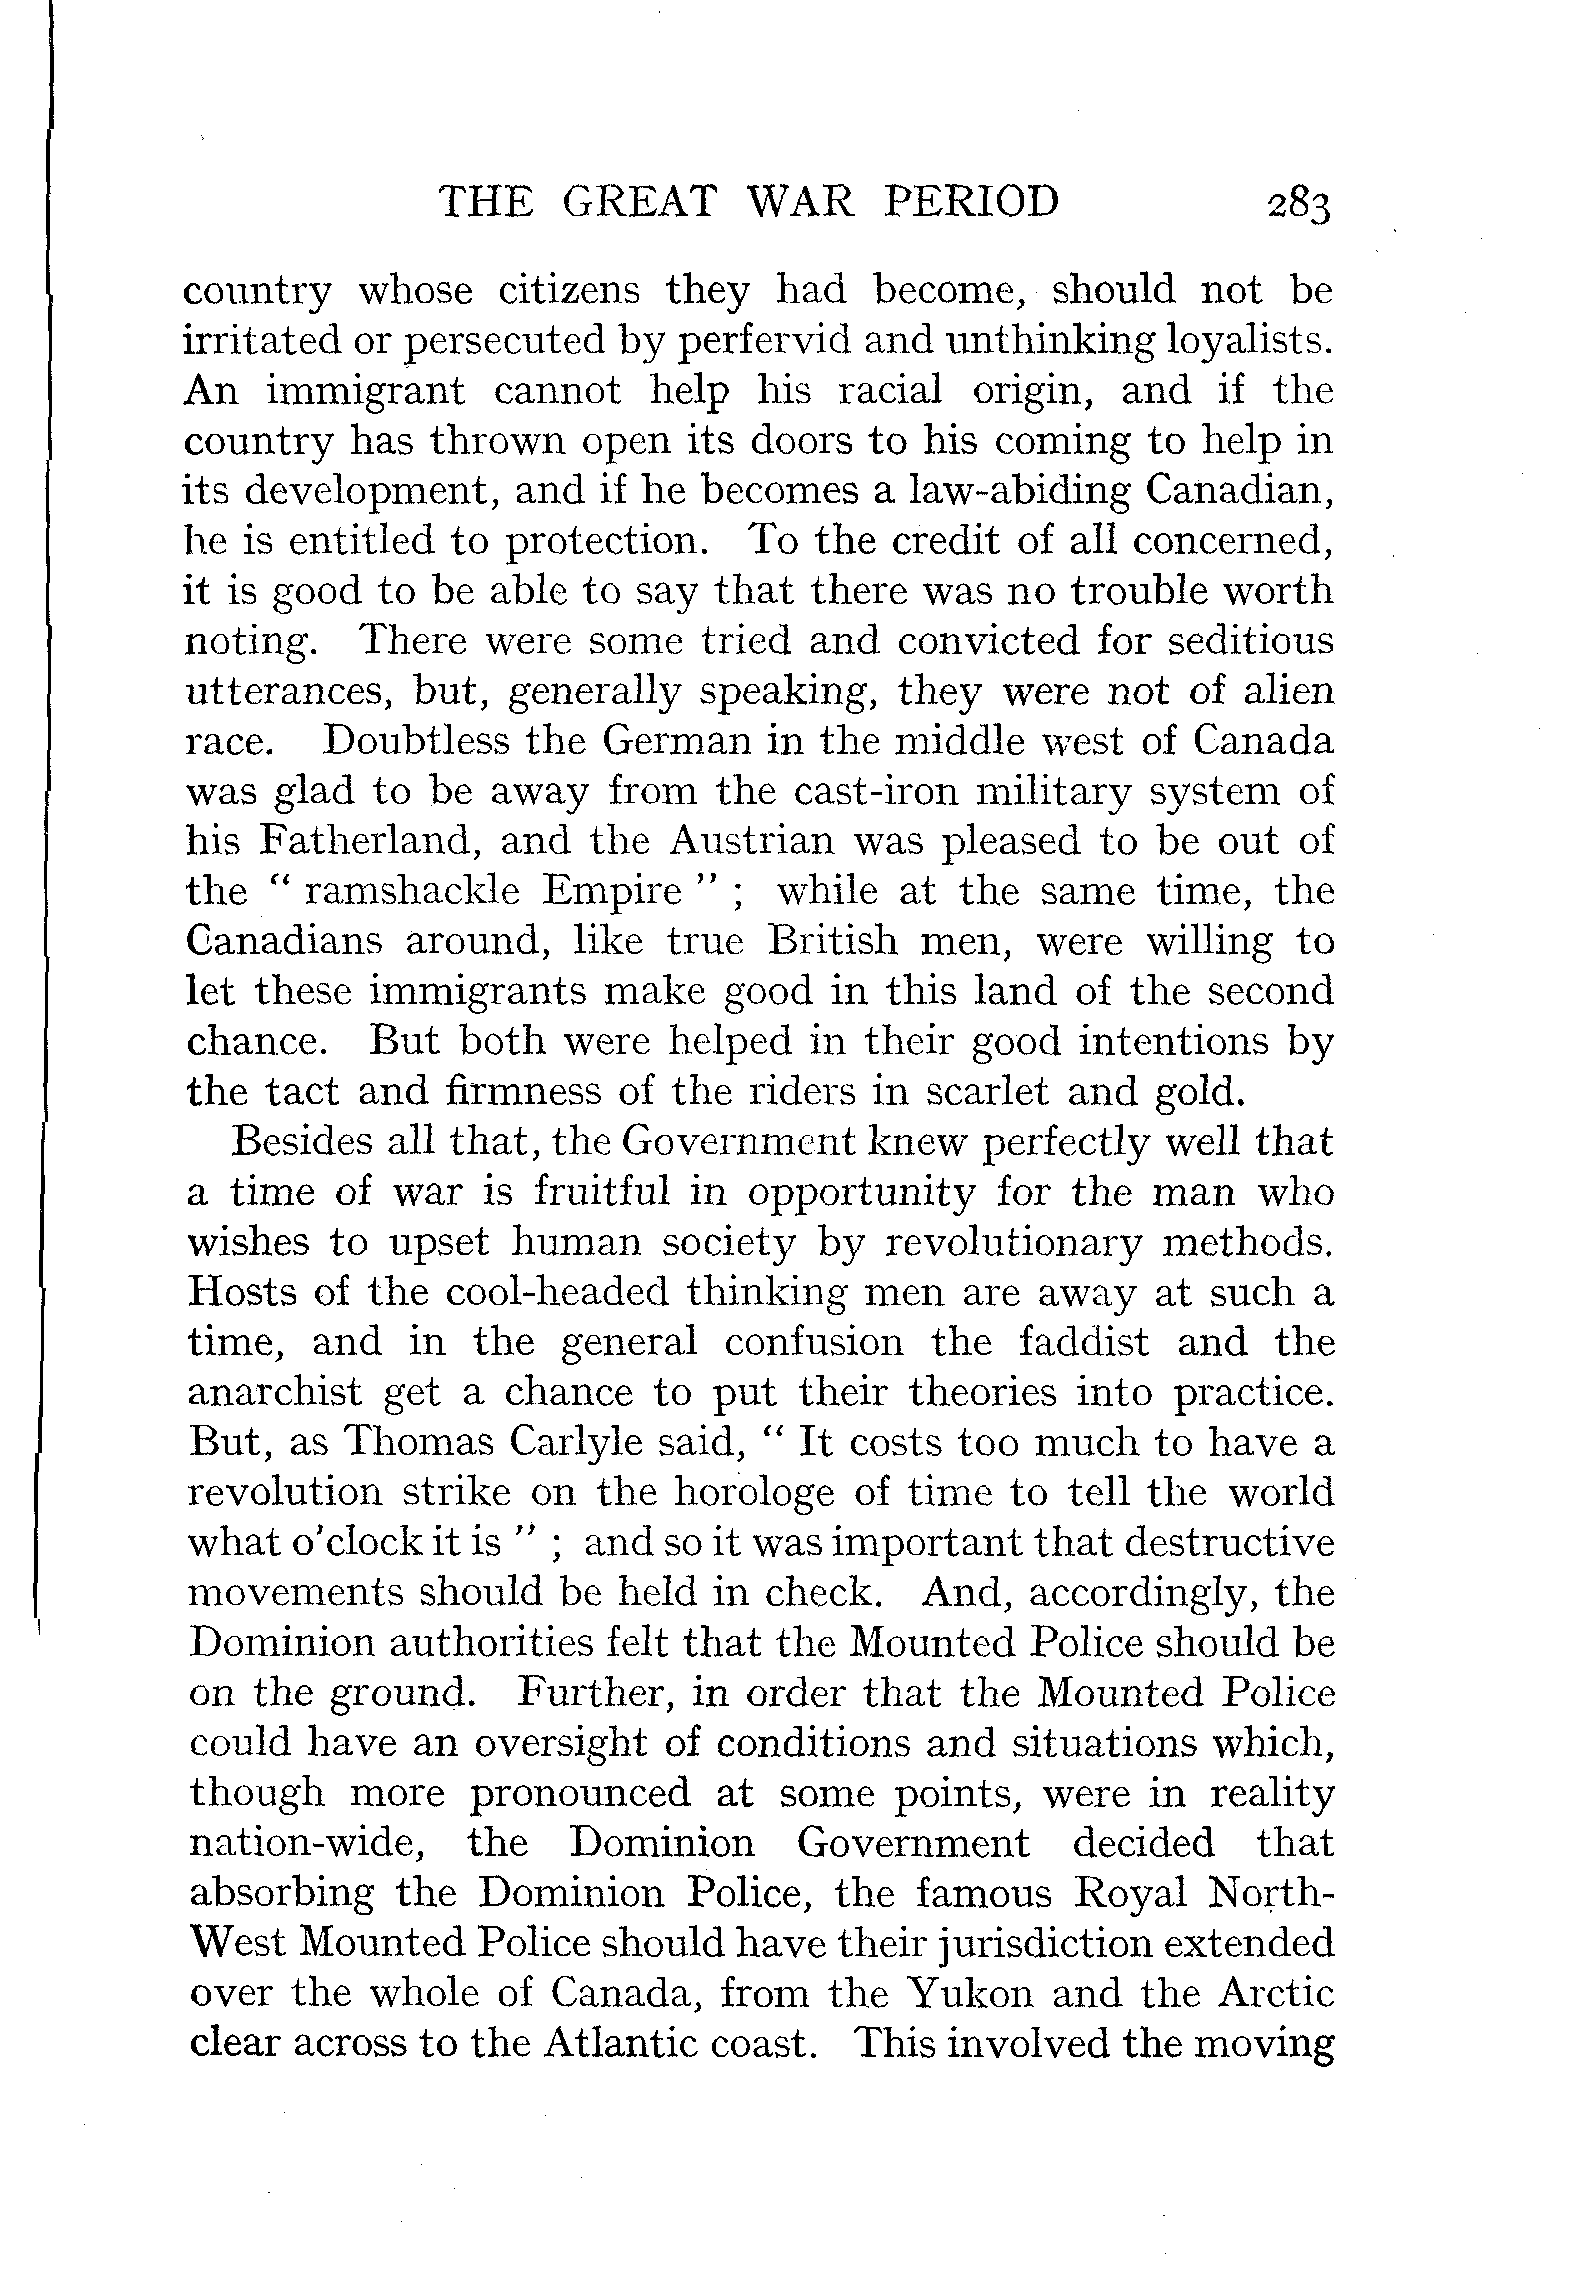 THE GREAT WAR PERIOD 283
country whose citizens they had become, should not be
irritated or persecuted by perfervid and unthinking loyalists.
An immigrant cannot help his racial origin, and if the
country has thrown open its doors to his coming to help in
its development, and if he becomes a law-abiding Canadian,
he is entitled to protection. To the credit of all concerned,
it is good to be able to say that there was no trouble worth
noting. There were some tried and convicted for seditious
utterances, but, generally speaking, they were not of alien
race. Doubtless the German in the middle west of Canada
was glad to be away from the cast-iron military system of
his Fatherland, and the Austrian was pleased to be out of
the “ ramshackle Empire ” ; while at the same time, the
Canadians around, like true British men, were willing to
let these immigrants make good in this land of the second
chance. But both were helped in their good intentions by
the tact and firmness of the riders in scarlet and gold.
Besides all that, the Government knew perfectly well that
a time of war is fruitful in opportunity for the man who
wishes to upset human society by revolutionary methods.
Hosts of the cool-headed thinking men are away at such a
time, and in the general confusion the faddist and the
anarchist get a chance to put their theories into practice.
But, as Thomas Carlyle said, “ It costs too much to have a
revolution strike on the horologe of time to tell the world
what o'clock it is ” ; and so it was important that destructive
movements should be held in check. And, accordingly, the
Dominion authorities felt that the Mounted Police should be
on the ground. Further, in order that the Mounted Police
could have an oversight of conditions and situations which,
though more pronounced at some points, were in reality
nation-wide, the Dominion Government decided that
absorbing the Dominion Police, the famous Royal North-
West Mounted Police should have their jurisdiction extended
over the whole of Canada, from the Yukon and the Arctic
clear across to the Atlantic coast. This involved the moving